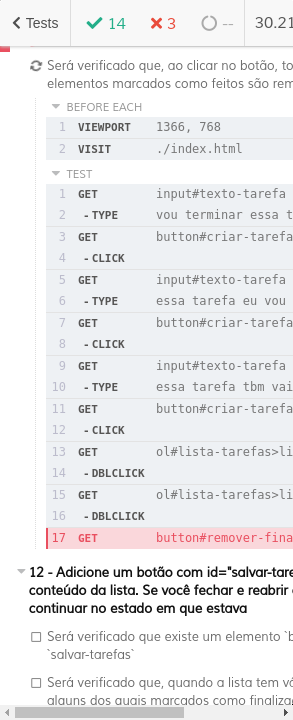 Tests 14 3 -- 30.21
Será verificado que, ao clicar no botão, to
elementos marcados como feitos são rem
BEFORE EACH
1 VIEWPORT 1366, 768
2 VISIT ./index.html
TEST
1 GET input#texto-tarefa
2 -TYPE vou terminar essa t
3 GET button#criar-tarefa
4 -CLICK
5 GET input#texto-tarefa
6 -TYPE essa tarefa eu vou
7 GET button#criar-tarefa
8 -CLICK
9 GET input#texto-tarefa
10 -TYPE essa tarefa tbm vai
11 GET button#criar-tarefa
12 -CLICK
13 GET ol#lista-tarefas>li
14 -DBLCLICK
15 GET ol#lista-tarefas>li
16 -DBLCLICK
17 GET button#remover-fina
12 - Adicione um botão com id="salvar-tare
conteúdo da lista. Se você fechar e reabrir
continuar no estado em que estava
Será verificado que existe um elemento `b
`salvar-tarefas`
Será verificado que, quando a lista tem vá
alguns dos quais marcados como finaliza